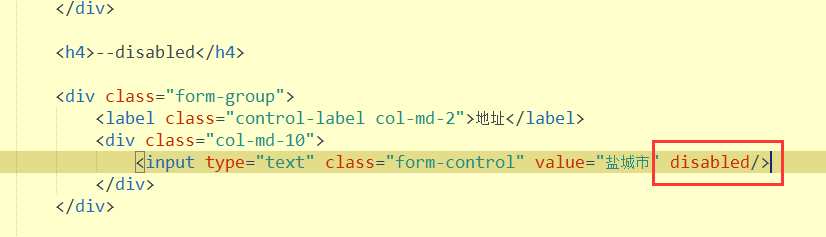 </div>
<h4>--disabled</h4>
<div class="form-group">
<label class="control-label col-md-2">地址</label>
<div class="col-md-10">
<input type="text" class="form-control" value="盐城市" disabled/>
</div>
</div>